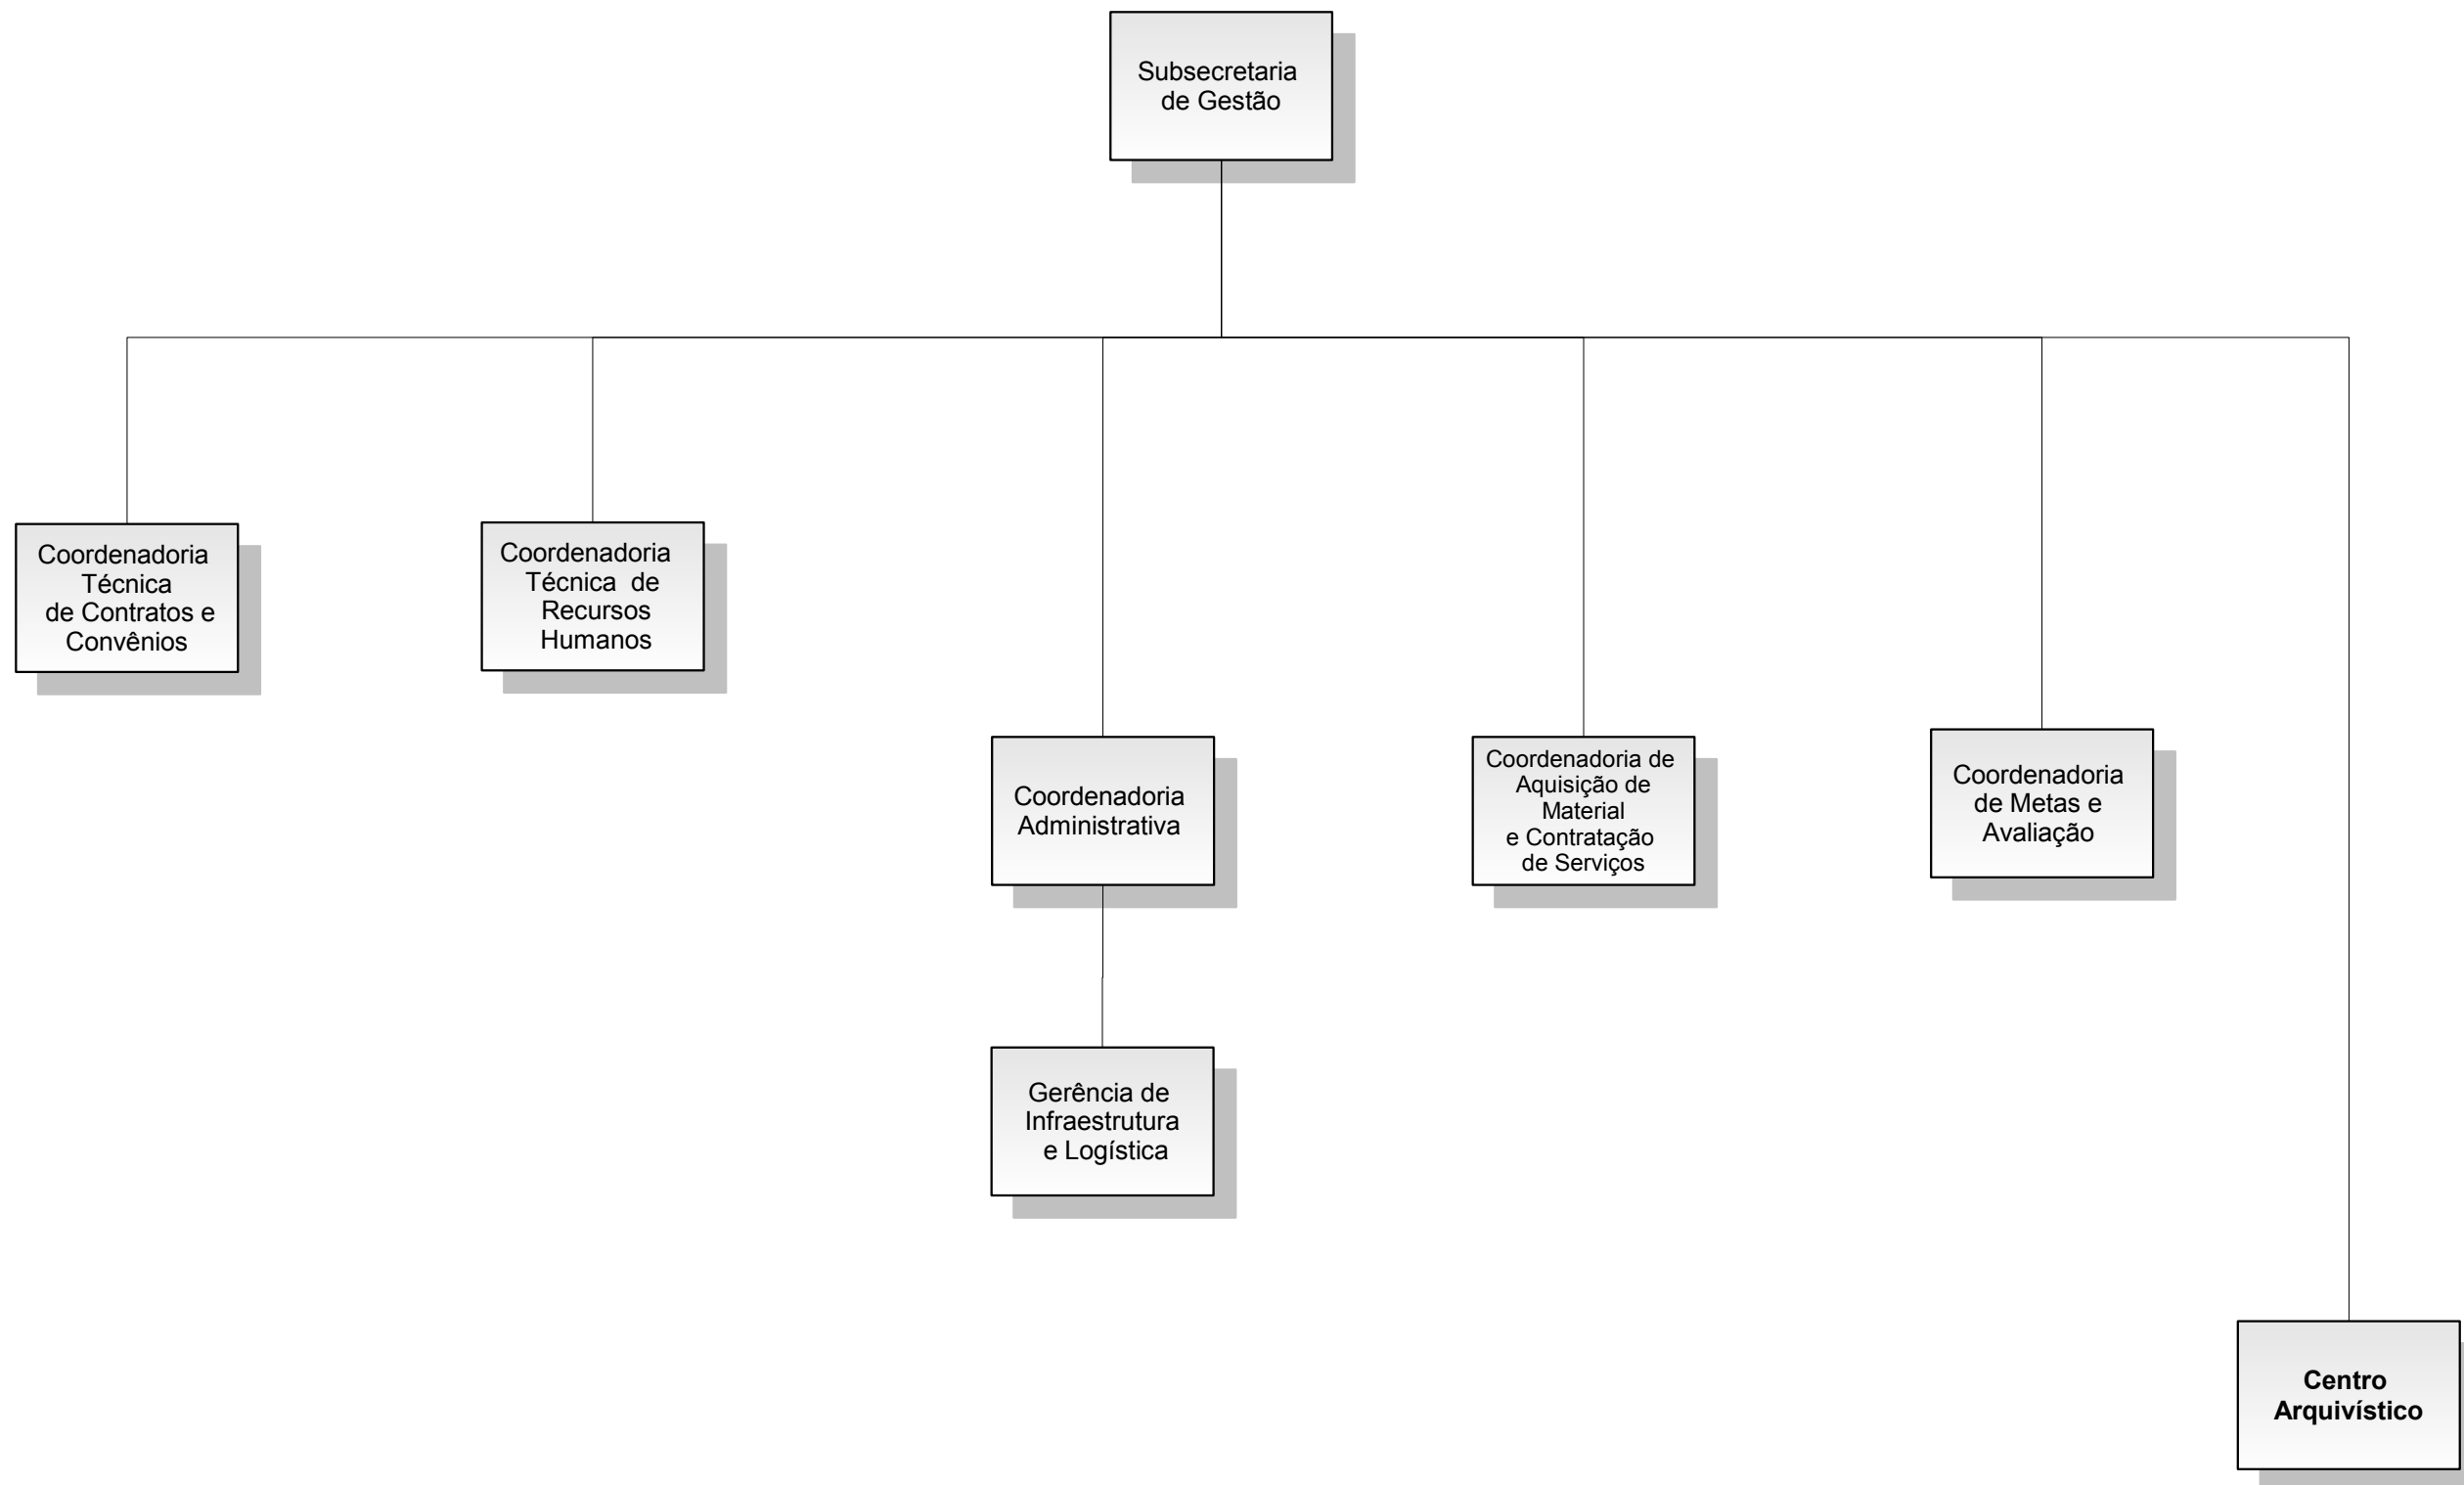 Subsecretaria
de Gestão
Coordenadoria
Técnica
de Contratos e
Convênios
Coordenadoria
Técnica de
Recursos
Humanos
Coordenadoria
Administrativa
Coordenadoria de
Aquisição de
Material
e Contratação
de Serviços
Coordenadoria
de Metas e
Avaliação
Gerência de
Infraestrutura
e Logística
Centro
Arquivístico